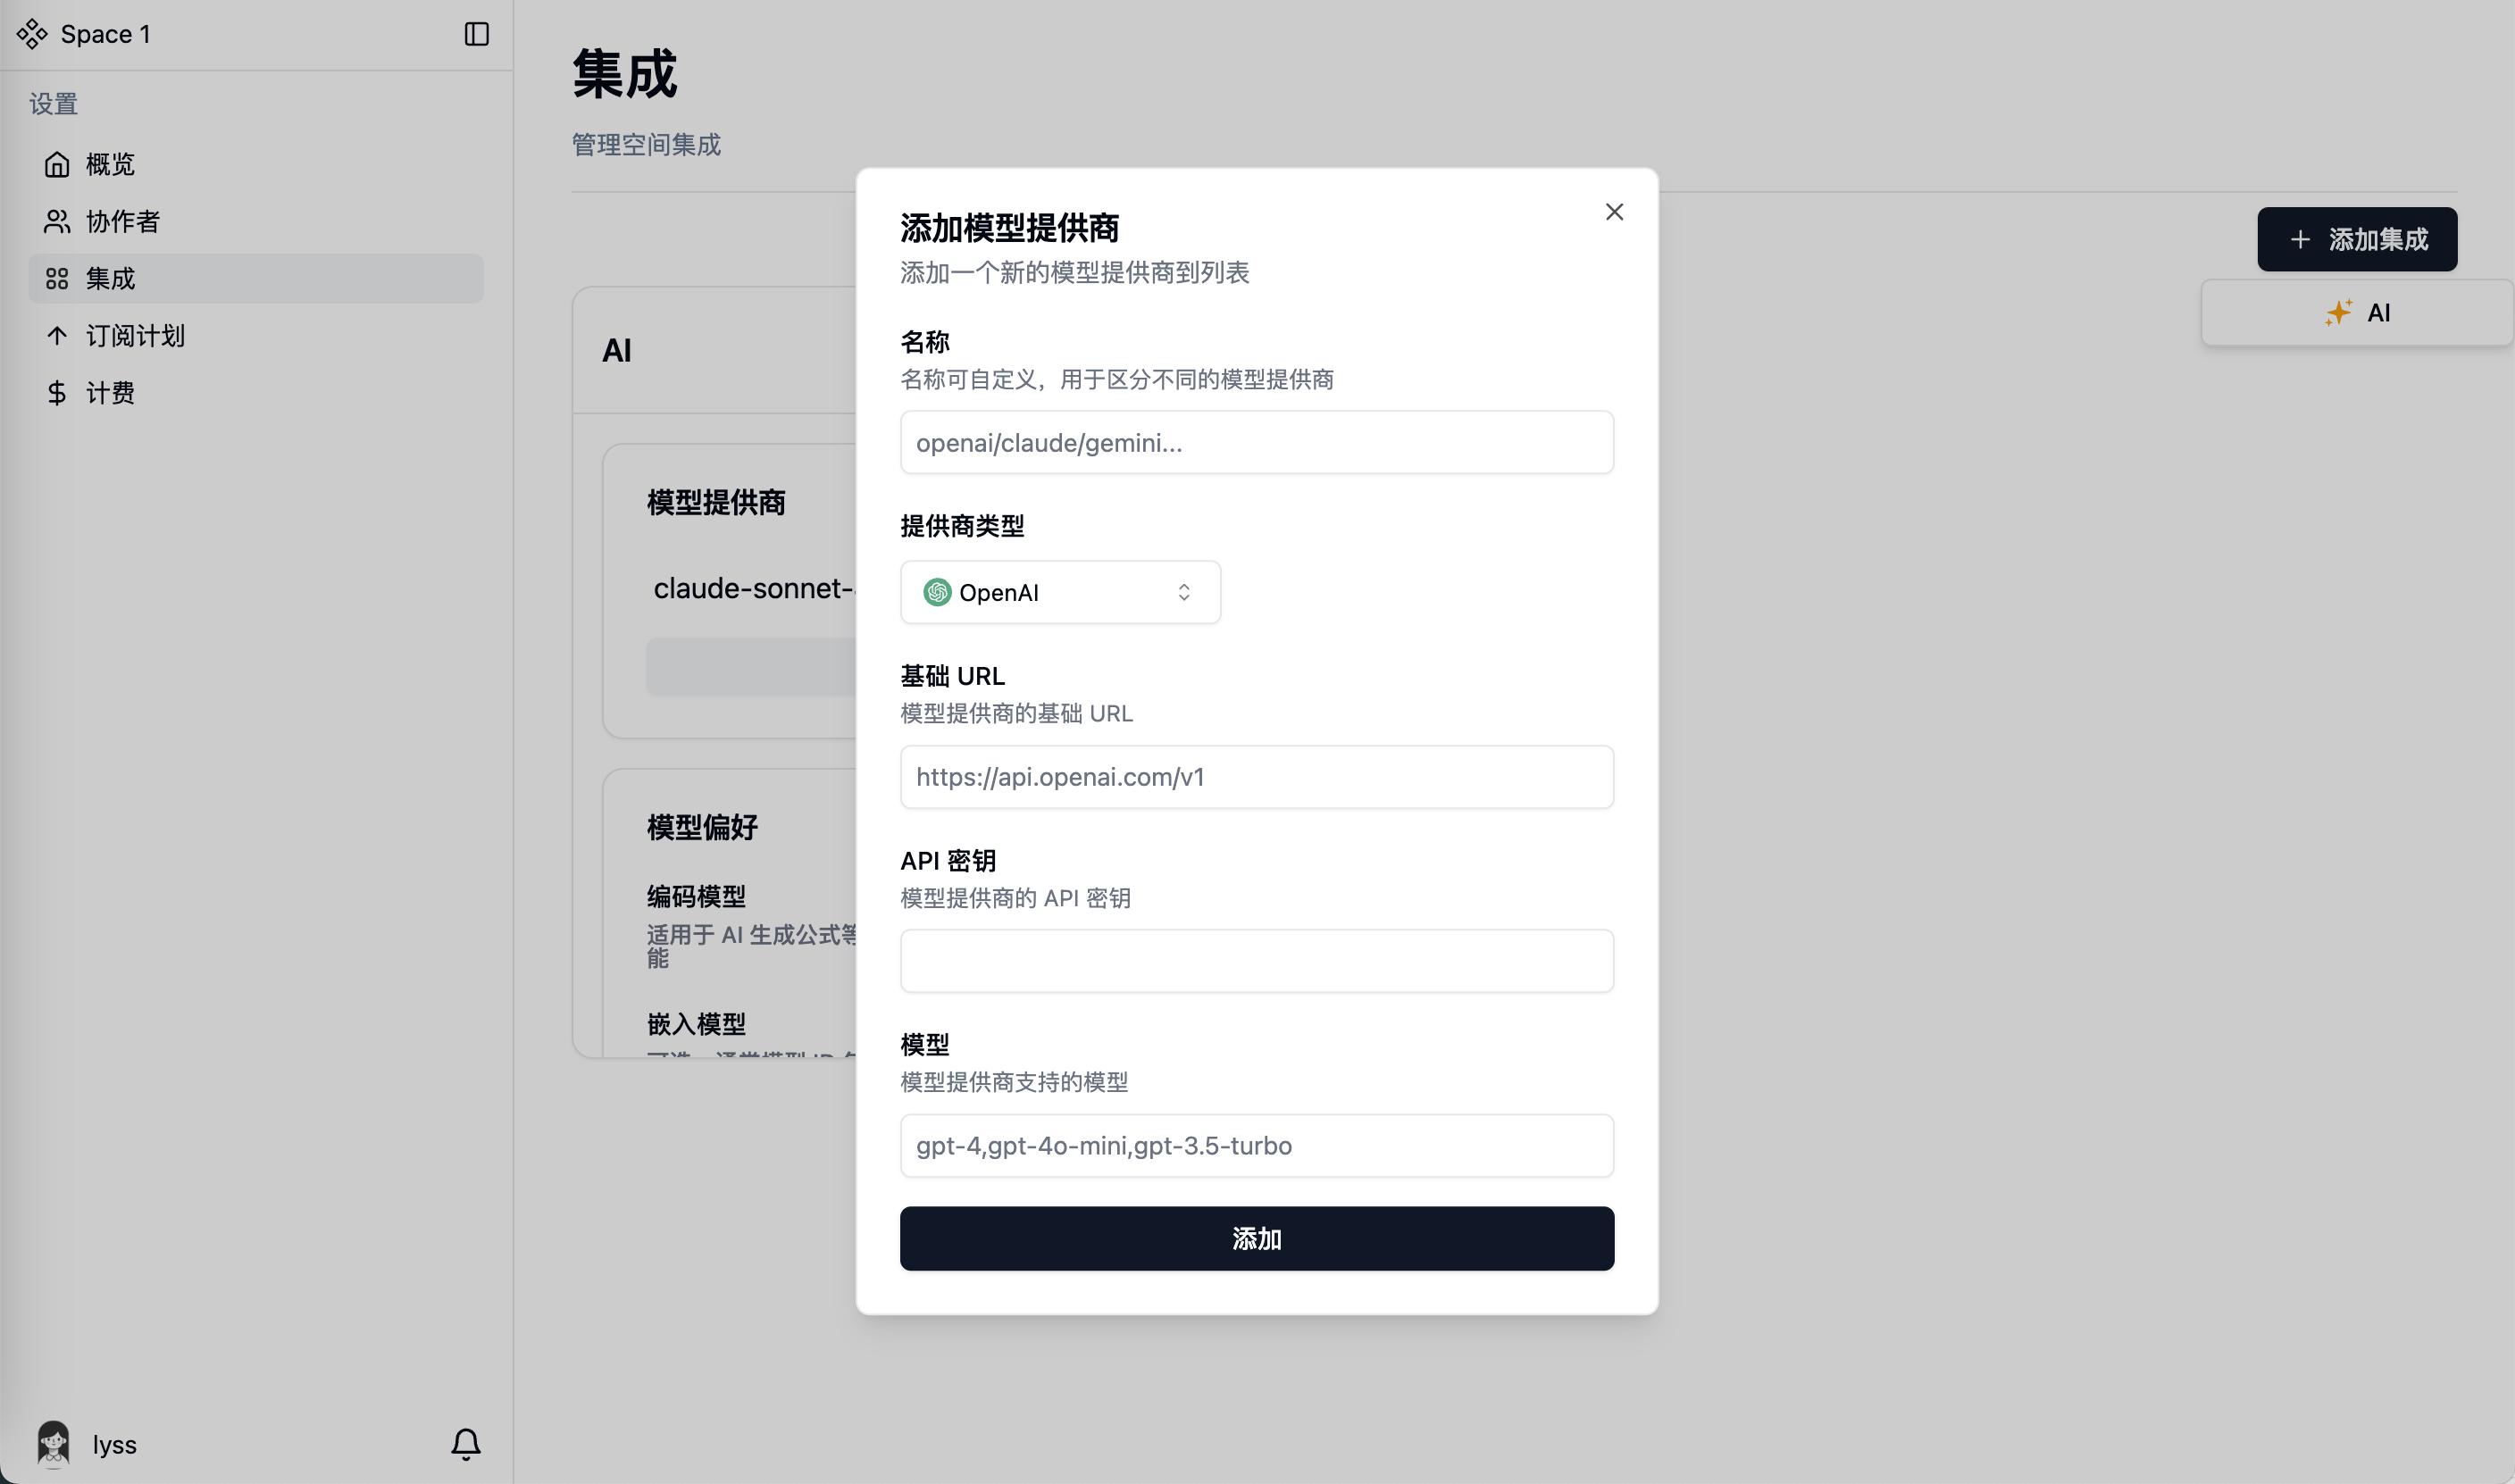 Space 1
设置
概览
协作者
集成
订阅计划
计费
lyss
集成
管理空间集成
添加集成
AI
AI
模型提供商
claude-sonnet-
模型偏好
编码模型
适用于 AI 生成公式等
能
嵌入模型
添加模型提供商
添加一个新的模型提供商到列表
名称
名称可自定义，用于区分不同的模型提供商
openai/claude/gemini...
提供商类型
OpenAI
基础 URL
模型提供商的基础 URL
https://api.openai.com/v1
API 密钥
模型提供商的 API 密钥
模型
模型提供商支持的模型
gpt-4,gpt-4o-mini,gpt-3.5-turbo
添加